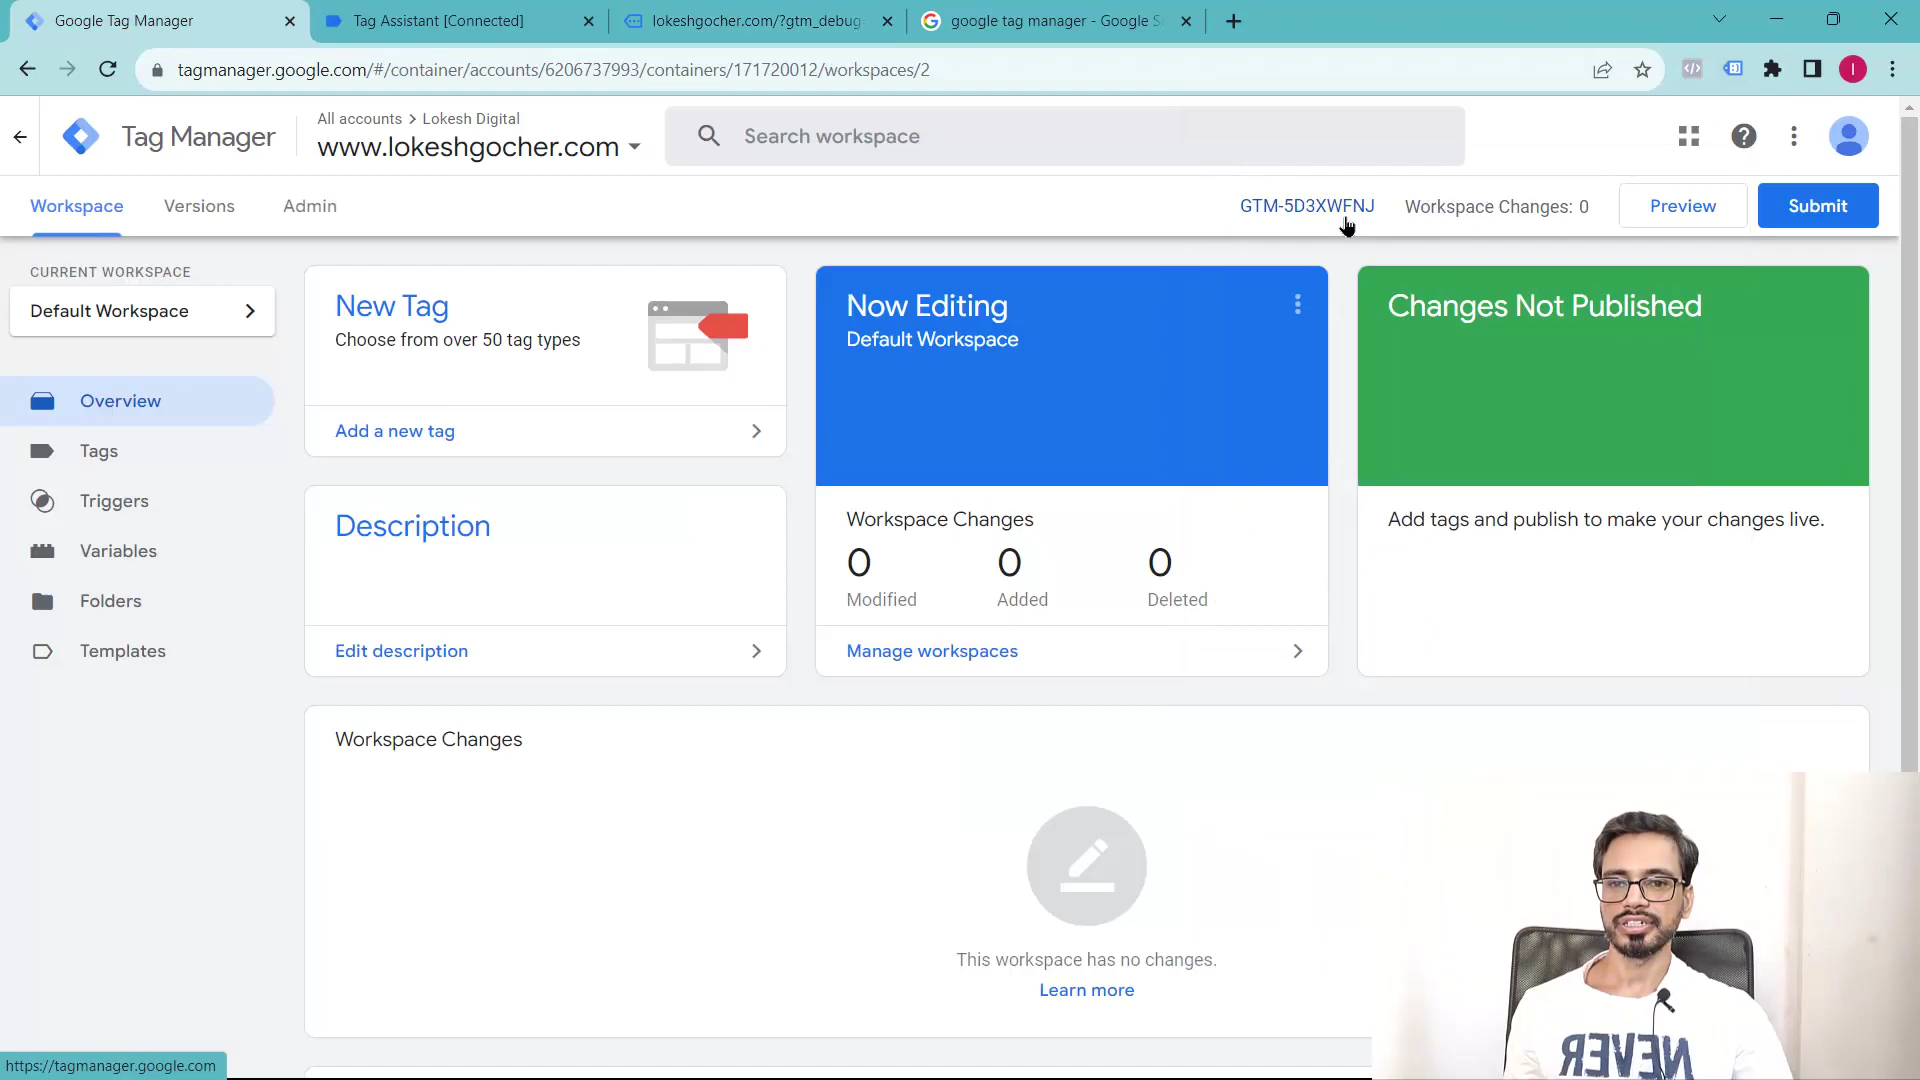 Google Tag Manager
Tag Assistant [Connected]
lokeshgocher.com/?gtm_debug
google tag manager - Google S
tagmanager.google.com/#/container/accounts/6206737993/containers/171720012/workspaces/2
I
Tag Manager
All accounts > Lokesh Digital
www.lokeshgocher.com
Search workspace
Workspace
Versions
Admin
GTM-5D3XWFNJ
Workspace Changes: 0
Preview
Submit
CURRENT WORKSPACE
Default Workspace
Overview
Tags
Triggers
Variables
Folders
Templates
New Tag
Choose from over 50 tag types
Add a new tag
Description
Edit description
Now Editing
Default Workspace
Workspace Changes
0 0 0
Modified Added Deleted
Manage workspaces
Changes Not Published
Add tags and publish to make your changes live.
Workspace Changes
This workspace has no changes.
Learn more
NEVER
https://tagmanager.google.com